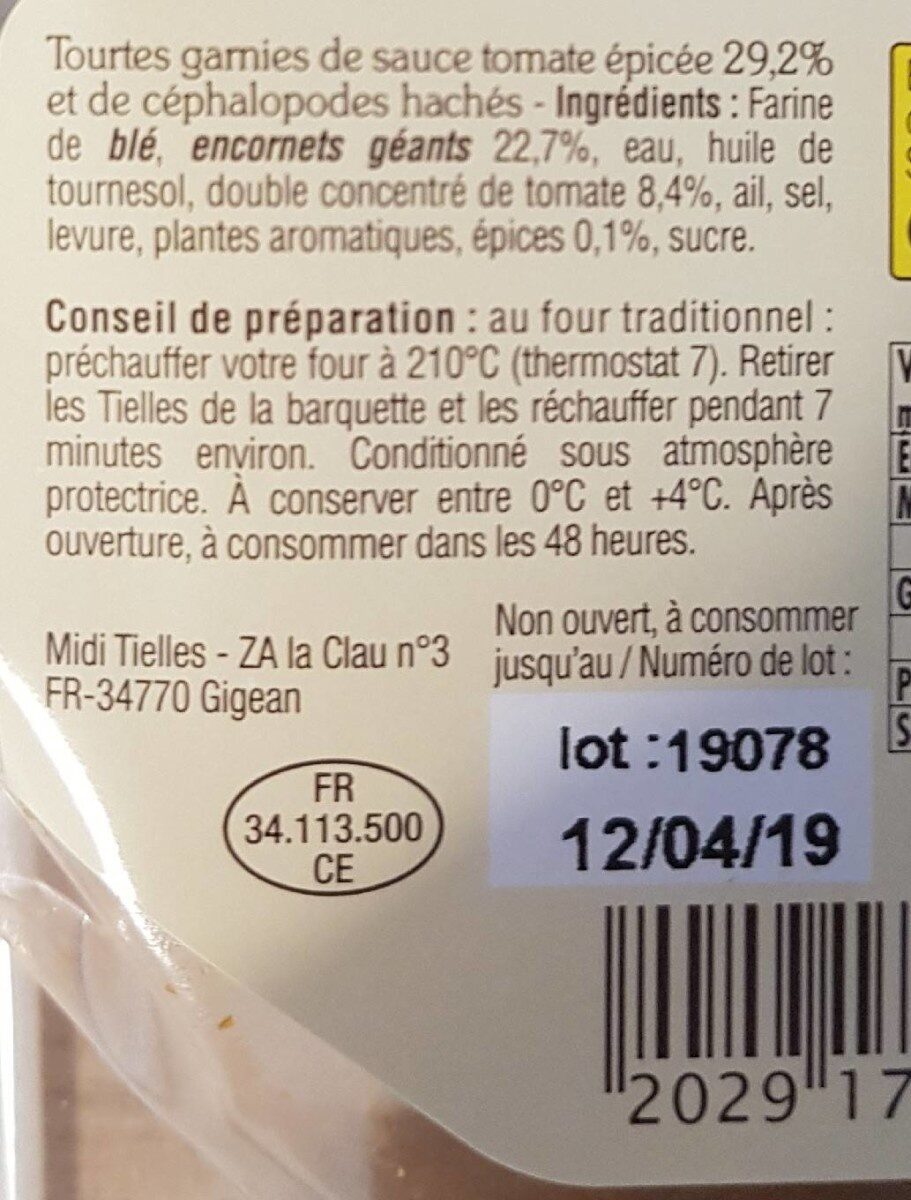 Tourtes garnies de sauce tomate épicée 29,2%
et de céphalopodes hachés - Ingrédients : Farine
de blé, encornets géants 22,7%, eau, huile de
tournesol, double concentré de tomate 8,4%, ail, sel,
levure, plantes aromatiques, épices 0,1%, sucre.
Conseil de préparation : au four traditionnel :
préchauffer votre four à 210°C (thermostat 7). Retirer
les Tielles de la barquette et les réchauffer pendant 7
minutes environ. Conditionné sous atmosphère
protectrice. À conserver entre 0°C et +4°C. Après
ouverture, à consommer dans les 48 heures.
Midi Tielles - ZA la Clau n°3
FR-34770 Gigean
FR
34.113.500
CE
Non ouvert, à consommer
jusqu'au / Numéro de lot :
lot :19078
12/04/19
2029 17